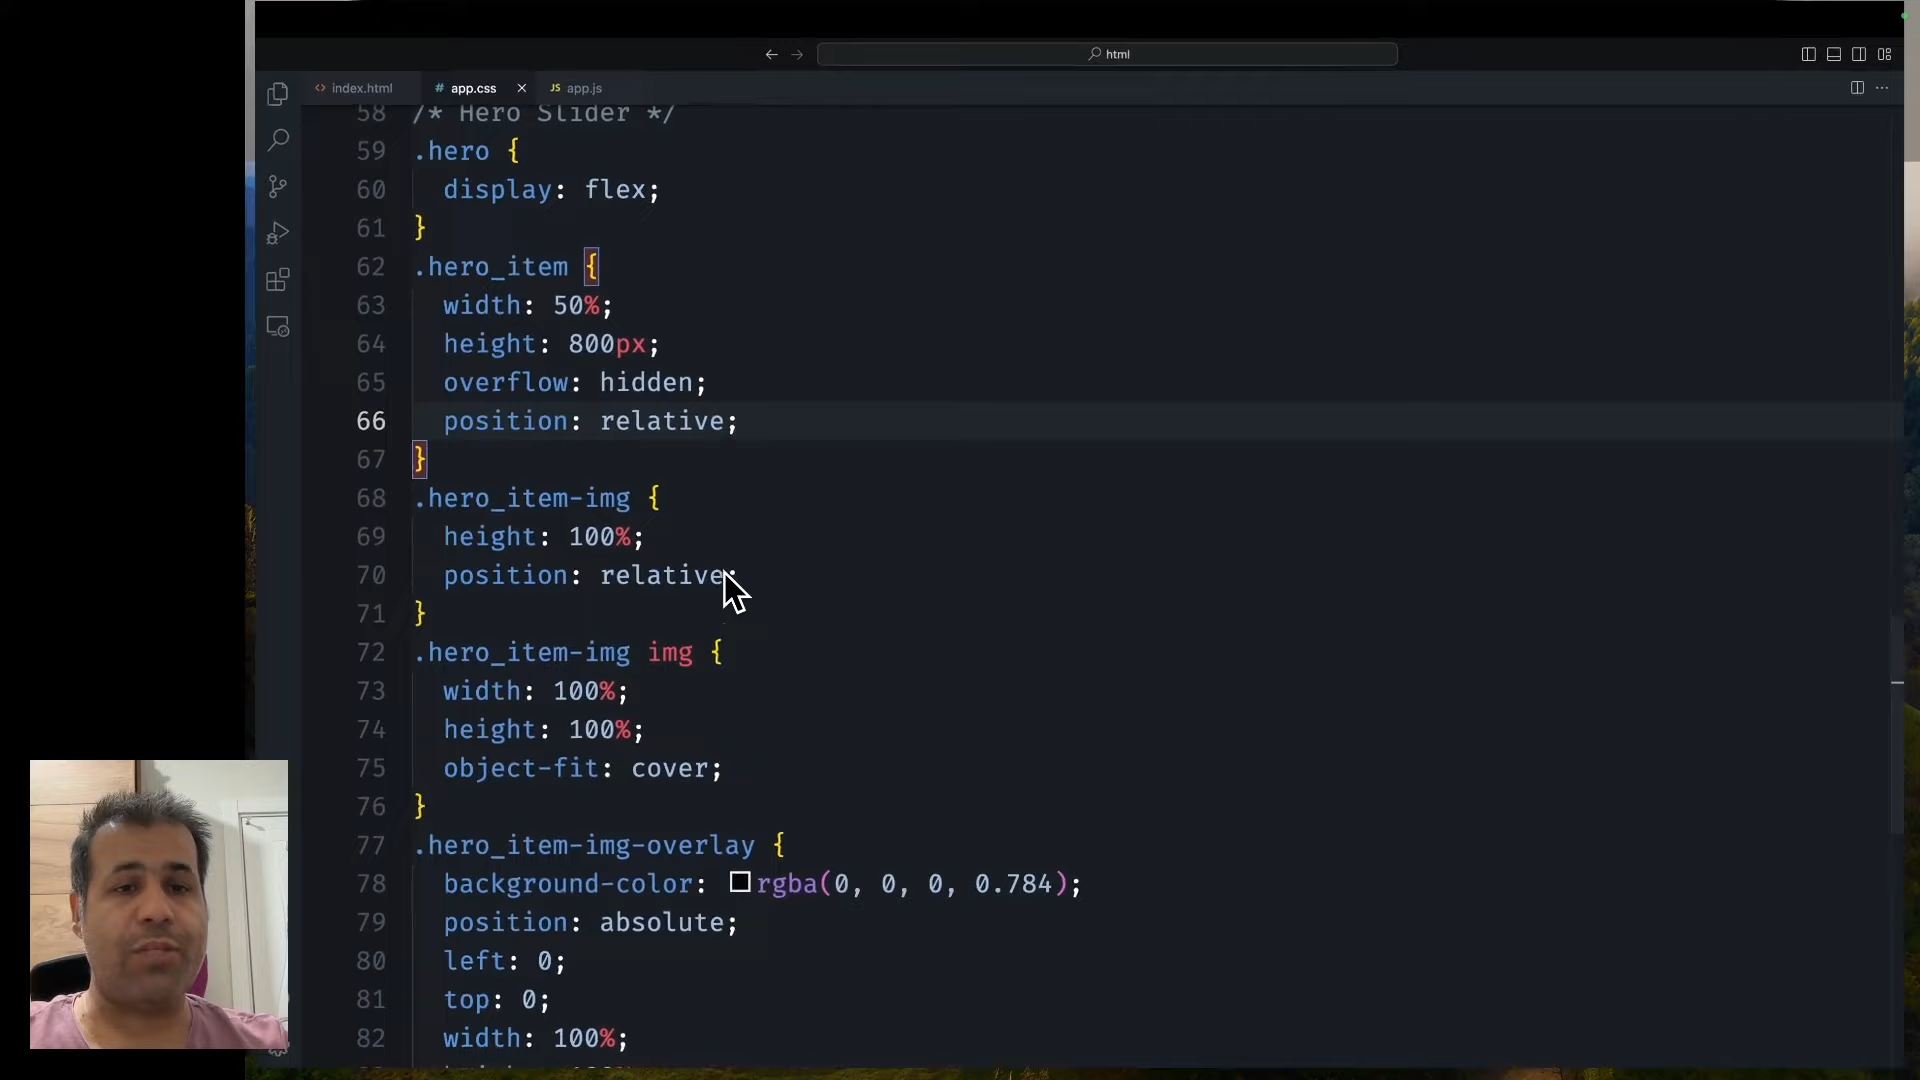 html
index.html
# app.css
JS app.js
58 /* Hero Slider */
59 .hero {
60 display: flex;
61 }
62 .hero_item {
63 width: 50%;
64 height: 800px;
65 overflow: hidden;
66 position: relative;
67 }
68 .hero_item-img {
69 height: 100%;
70 position: relative;
71 }
72 .hero_item-img img {
73 width: 100%;
74 height: 100%;
75 object-fit: cover;
76 }
77 .hero_item-img-overlay {
78 background-color: rgba(0, 0, 0, 0.784);
79 position: absolute;
80 left: 0;
81 top: 0;
82 width: 100%;